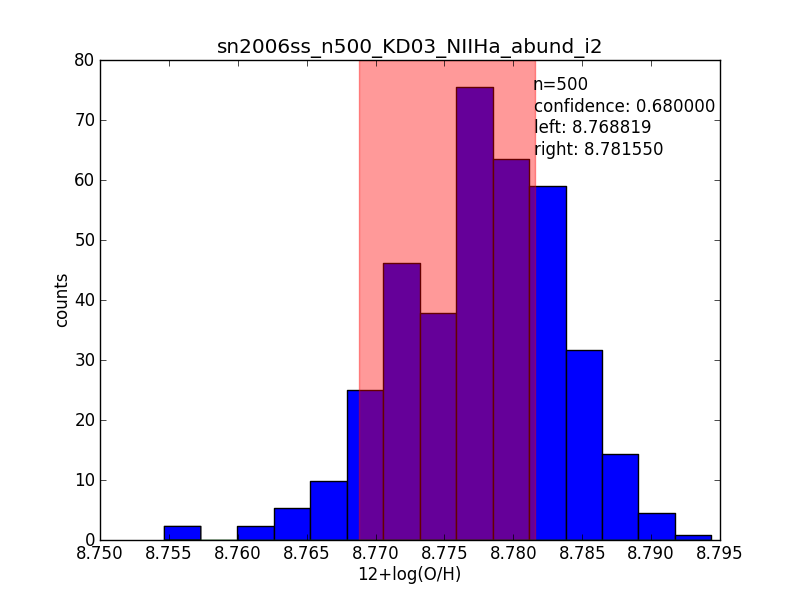 sn2006ss_n500_KD03_NIIHa_abund_i2
80
70
60
50
40
30
20
10
0
counts
n=500
confidence: 0.680000
left: 8.768819
right: 8.781550
8.750 8.755 8.760 8.765 8.770 8.775 8.780 8.785 8.790 8.795
12+log(O/H)